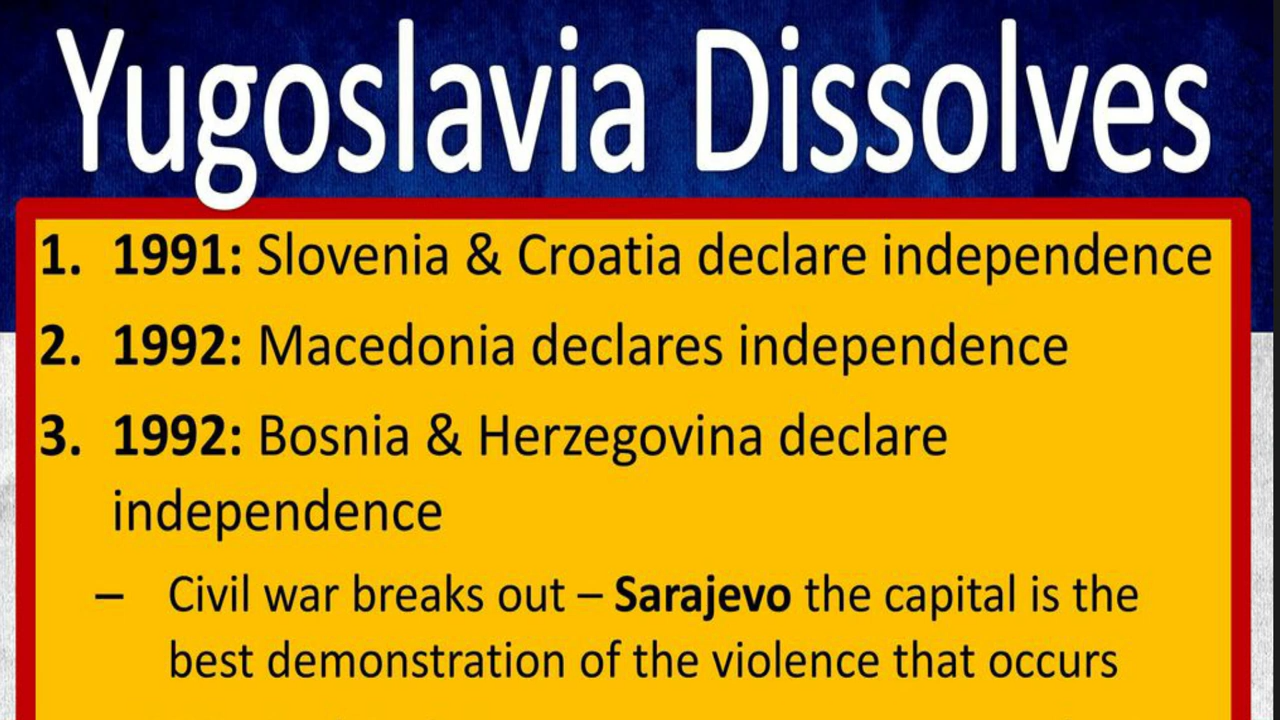 Yugoslavia Dissolves
1. 1991: Slovenia & Croatia declare independence
2. 1992: Macedonia declares independence
3. 1992: Bosnia & Herzegovina declare
independence
– Civil war breaks out – Sarajevo the capital is the
best demonstration of the violence that occurs